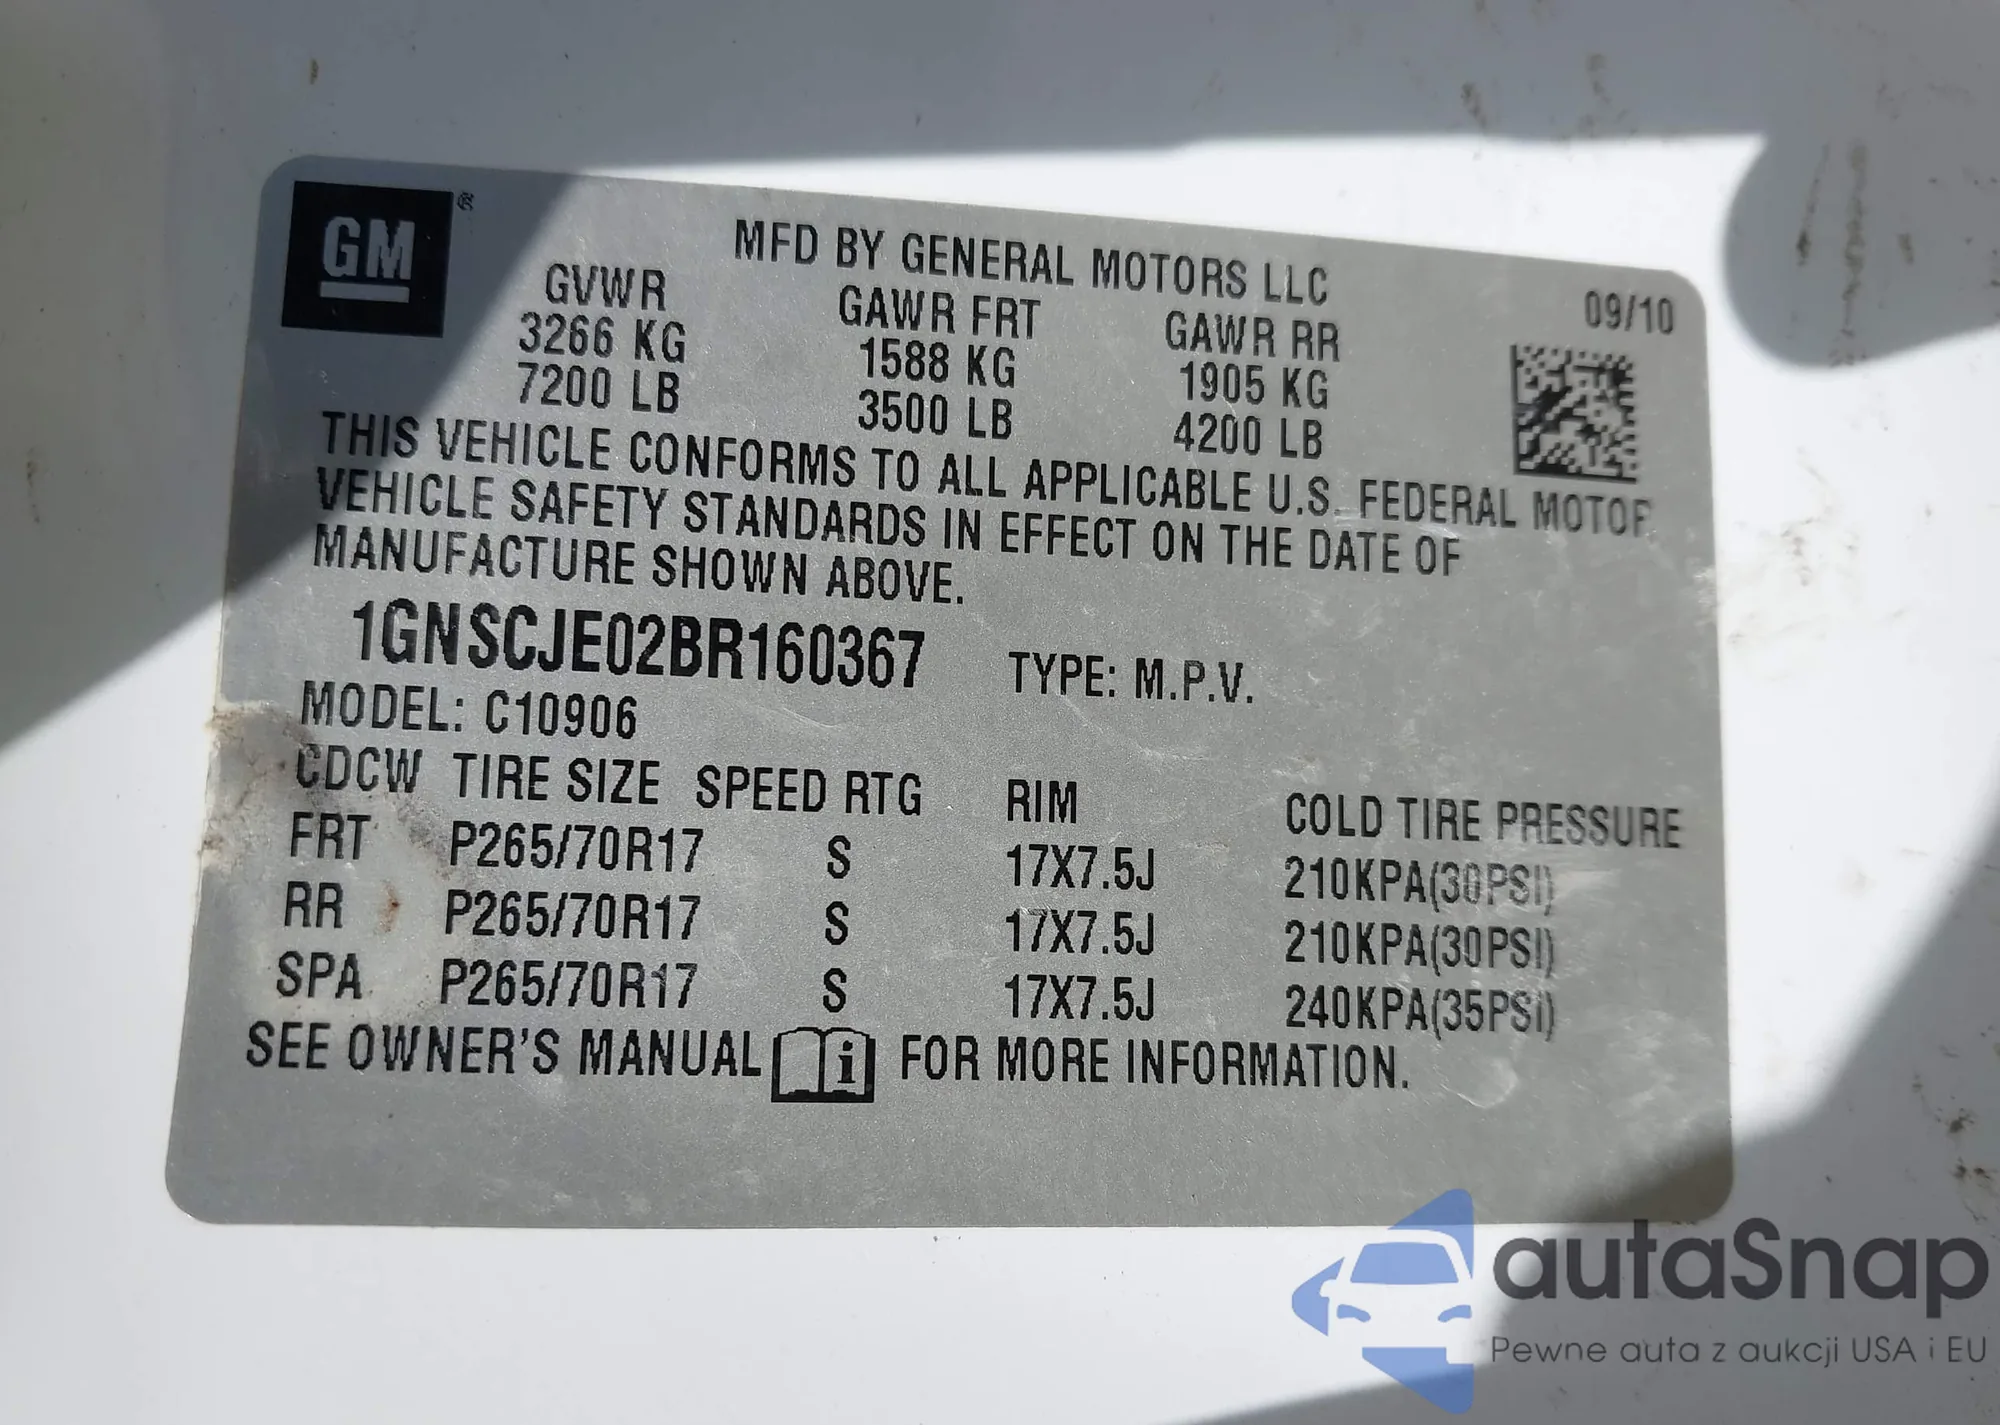 GM ®
MFD BY GENERAL MOTORS LLC
09/10
GVWR GAWR FRT GAWR RR
3266 KG 1588 KG 1905 KG
7200 LB 3500 LB 4200 LB
THIS VEHICLE CONFORMS TO ALL APPLICABLE U.S. FEDERAL MOTOR
VEHICLE SAFETY STANDARDS IN EFFECT ON THE DATE OF
MANUFACTURE SHOWN ABOVE.
1GNSCJE02BR160367 TYPE: M.P.V.
MODEL: C10906
CDCW TIRE SIZE SPEED RTG RIM COLD TIRE PRESSURE
FRT P265/70R17 S 17X7.5J 210KPA(30PSI)
RR P265/70R17 S 17X7.5J 210KPA(30PSI)
SPA P265/70R17 S 17X7.5J 240KPA(35PSI)
SEE OWNER'S MANUAL i FOR MORE INFORMATION.
autaSnap
Pewne auta z aukcji USA i EU